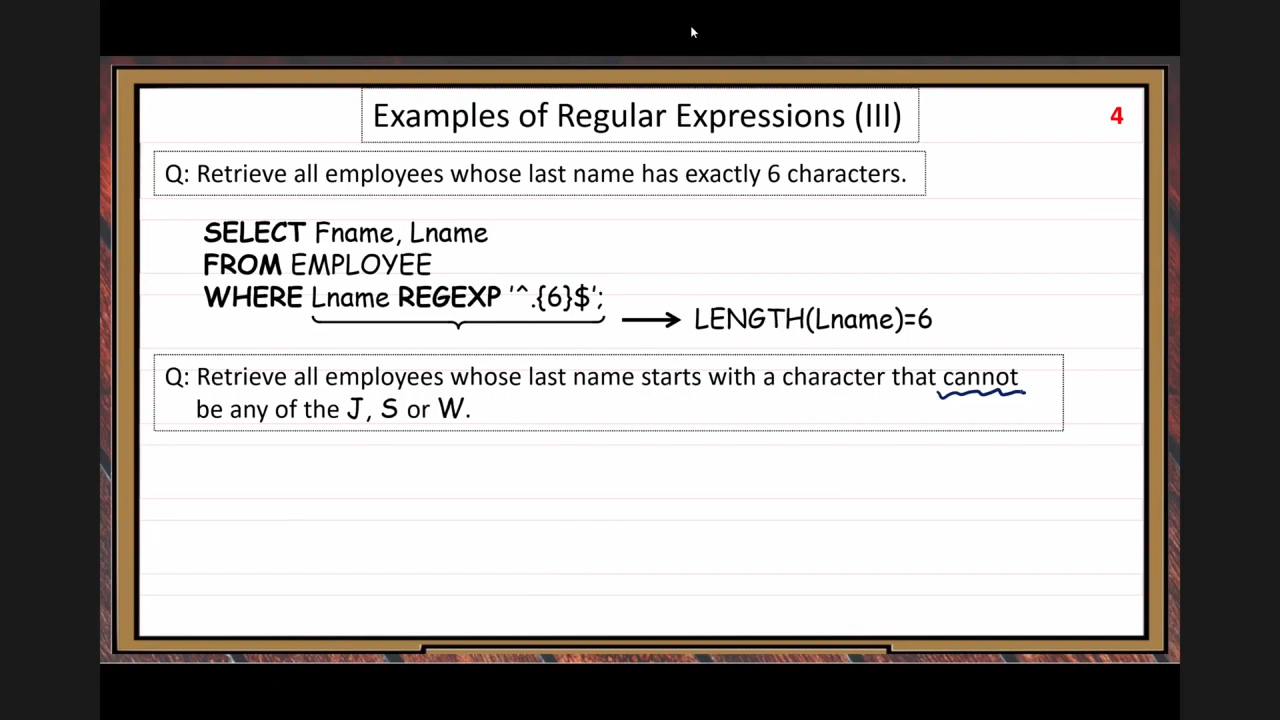 Examples of Regular Expressions (III)
4
Q: Retrieve all employees whose last name has exactly 6 characters.
SELECT Fname, Lname
FROM EMPLOYEE
WHERE Lname REGEXP '^.{6}$';
LENGTH(Lname)=6
Q: Retrieve all employees whose last name starts with a character that cannot
be any of the J, S or W.